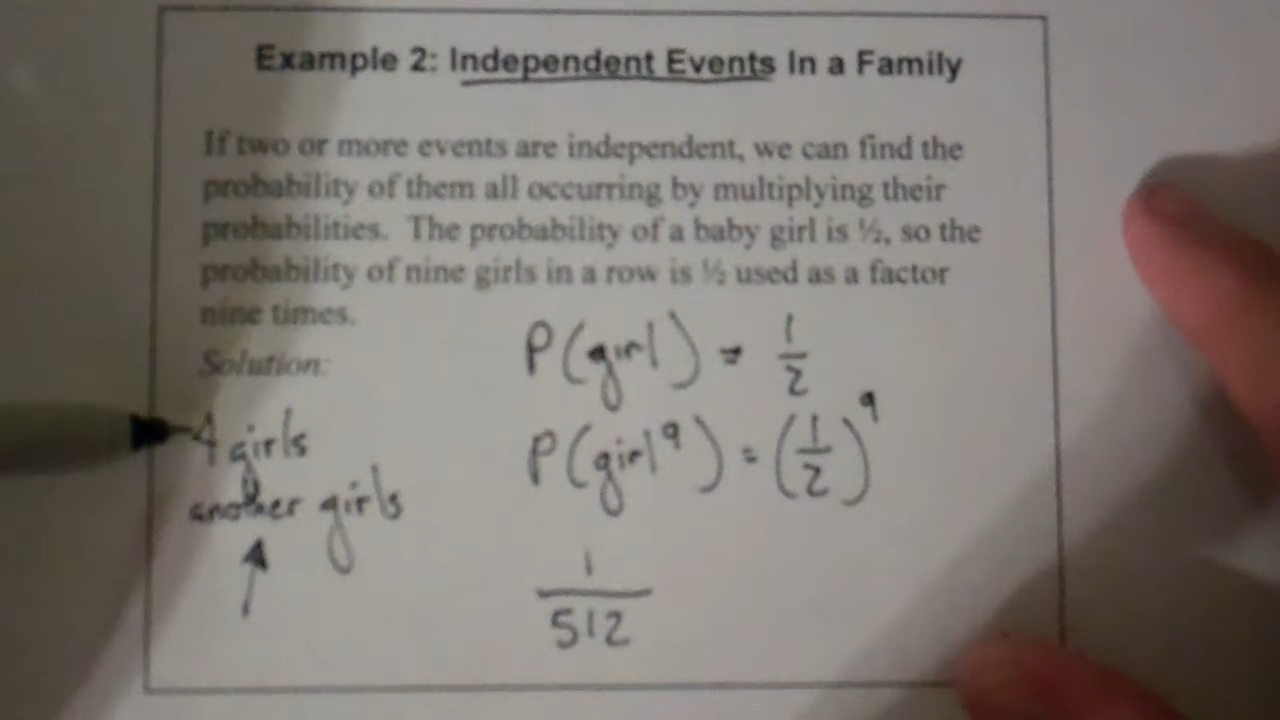 Example 2: Independent Events In a Family
If two or more events are independent, we can find the
probability of them all occurring by multiplying their
probabilities. The probability of a baby girl is ½, so the
probability of nine girls in a row is ½ used as a factor
nine times.
Solution:
P(girl) = 1/2
P(girl⁹) = (1/2)⁹
1/512
4 girls
another girls